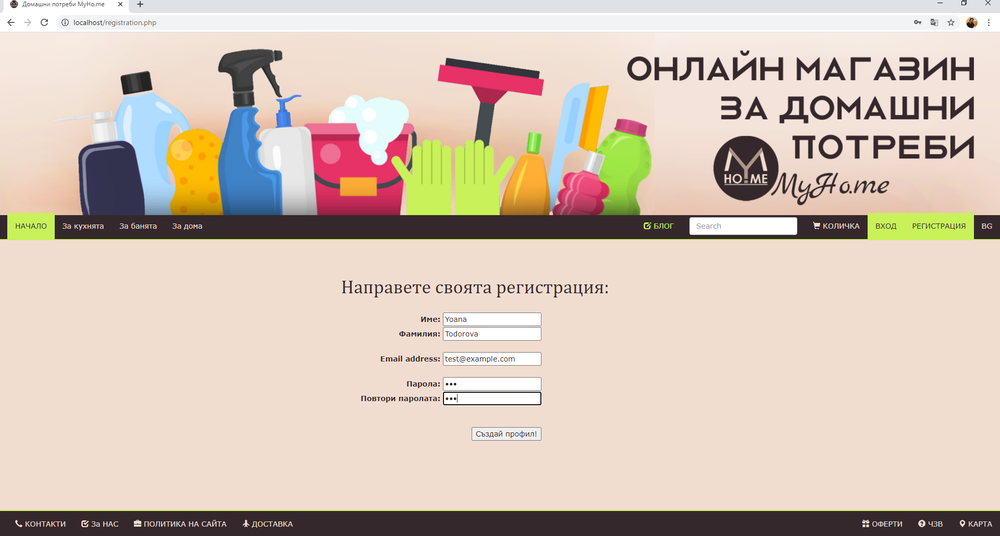 Домашни потреби MyHo.me
localhost/registration.php
ОНЛАЙН МАГАЗИН
ЗА ДОМАШНИ
ПОТРЕБИ
MY
HO.ME
MyHo.me
НАЧАЛО За кухнята За банята За дома БЛОГ Search КОЛИЧКА ВХОД РЕГИСТРАЦИЯ BG
Направете своята регистрация:
Име: Yoana
Фамилия: Todorova
Email address: test@example.com
Парола: •••
Повтори паролата: •••
Създай профил!
КОНТАКТИ За НАС ПОЛИТИКА НА САЙТА ДОСТАВКА ОФЕРТИ ЧЗВ КАРТА